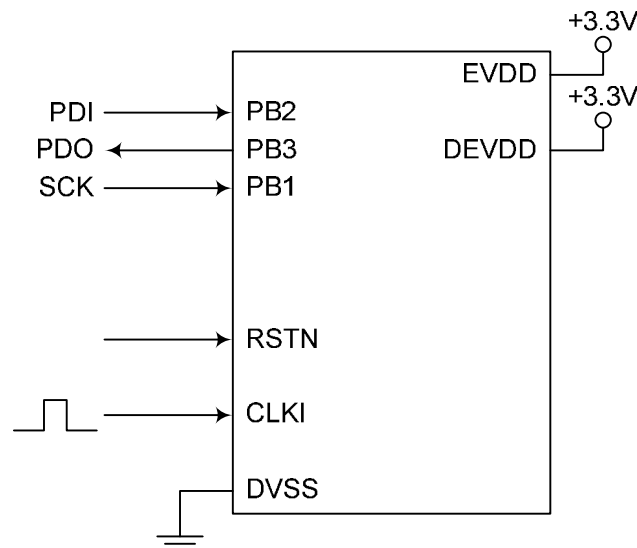 +3.3V
EVDD
+3.3V
PDI PB2
PDO PB3 DEVDD
SCK PB1
RSTN
CLKI
DVSS